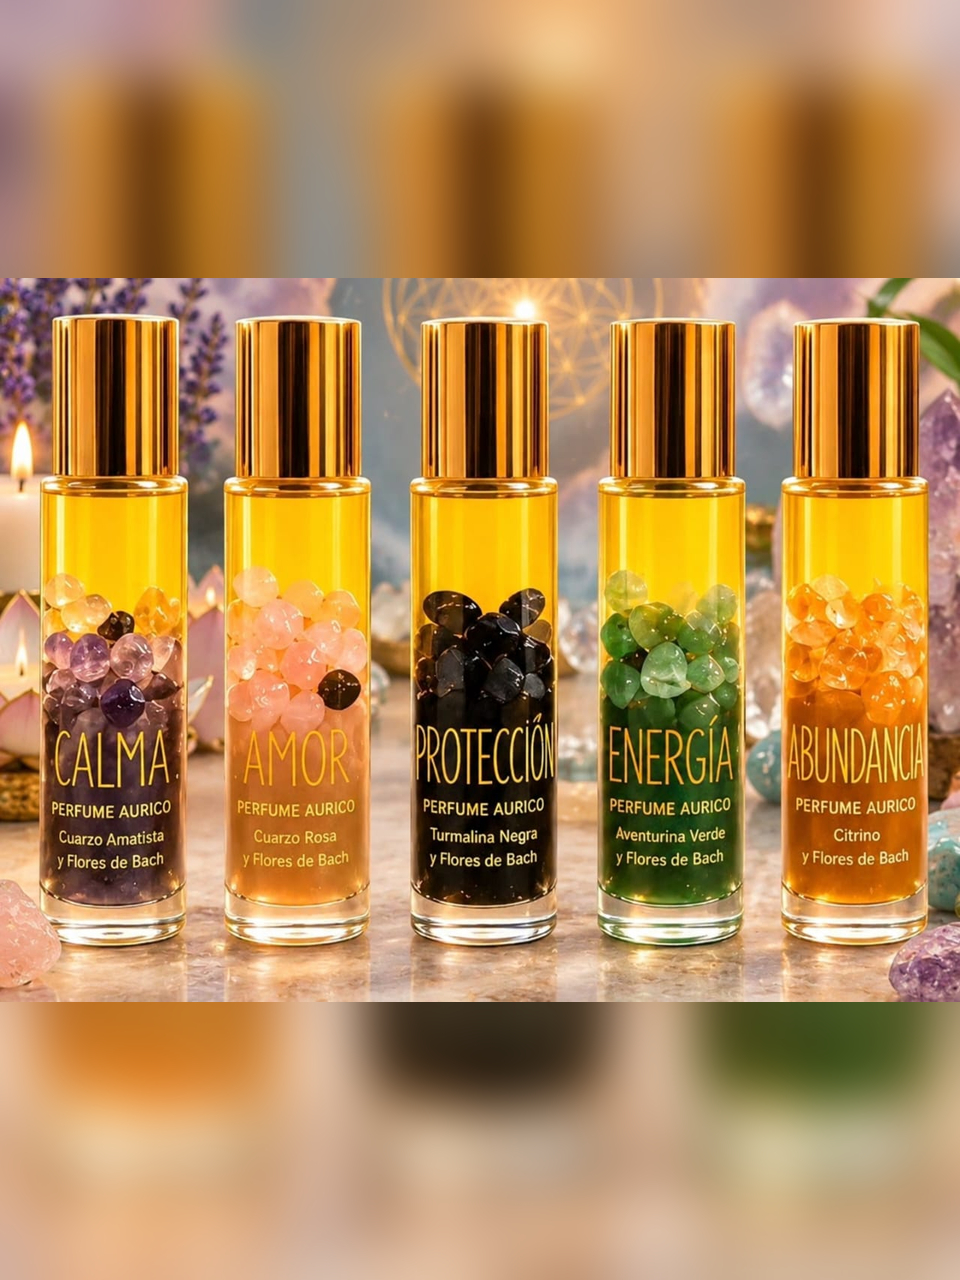 CALMA
PERFUME AURICO
Cuarzo Amatista
y Flores de Bach
AMOR
PERFUME AURICO
Cuarzo Rosa
y Flores de Bach
PROTECCIÓN
PERFUME AURICO
Turmalina Negra
y Flores de Bach
ENERGÍA
PERFUME AURICO
Aventurina Verde
y Flores de Bach
ABUNDANCIA
PERFUME AURICO
Citrino
y Flores de Bach